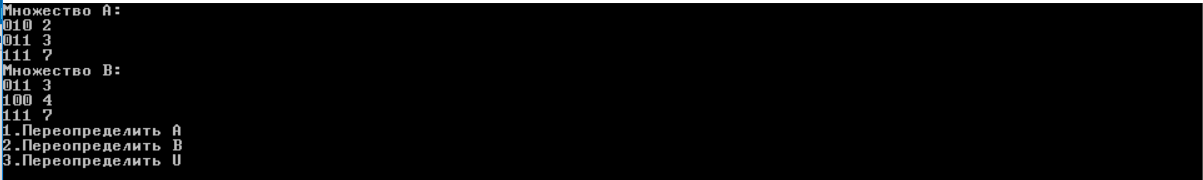 Множество A:
010 2
011 3
111 7
Множество B:
011 3
100 4
111 7
1.Переопределить A
2.Переопределить B
3.Переопределить U